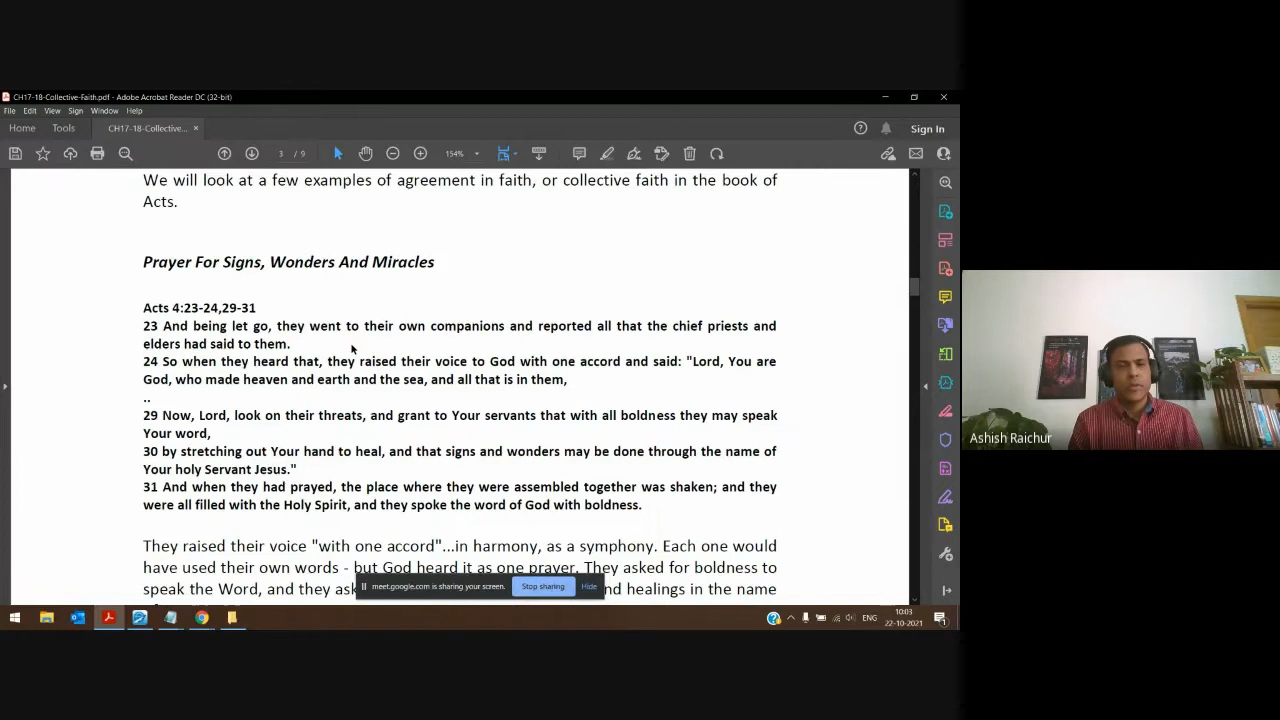 CH17-18-Collective-Faith.pdf - Adobe Acrobat Reader DC (32-bit)
File Edit View Sign Window Help
Home Tools CH17-18-Collective... × Sign In
3 / 9 154%
We will look at a few examples of agreement in faith, or collective faith in the book of
Acts.
Prayer For Signs, Wonders And Miracles
Acts 4:23-24,29-31
23 And being let go, they went to their own companions and reported all that the chief priests and
elders had said to them.
24 So when they heard that, they raised their voice to God with one accord and said: "Lord, You are
God, who made heaven and earth and the sea, and all that is in them,
..
29 Now, Lord, look on their threats, and grant to Your servants that with all boldness they may speak
Your word,
30 by stretching out Your hand to heal, and that signs and wonders may be done through the name of
Your holy Servant Jesus."
31 And when they had prayed, the place where they were assembled together was shaken; and they
were all filled with the Holy Spirit, and they spoke the word of God with boldness.
They raised their voice "with one accord"...in harmony, as a symphony. Each one would
have used their own words - but God heard it as one prayer. They asked for boldness to
speak the Word, and they ask
nd healings in the name
meet.google.com is sharing your screen. Stop sharing Hide
ENG 10:03
22-10-2021
Ashish Raichur